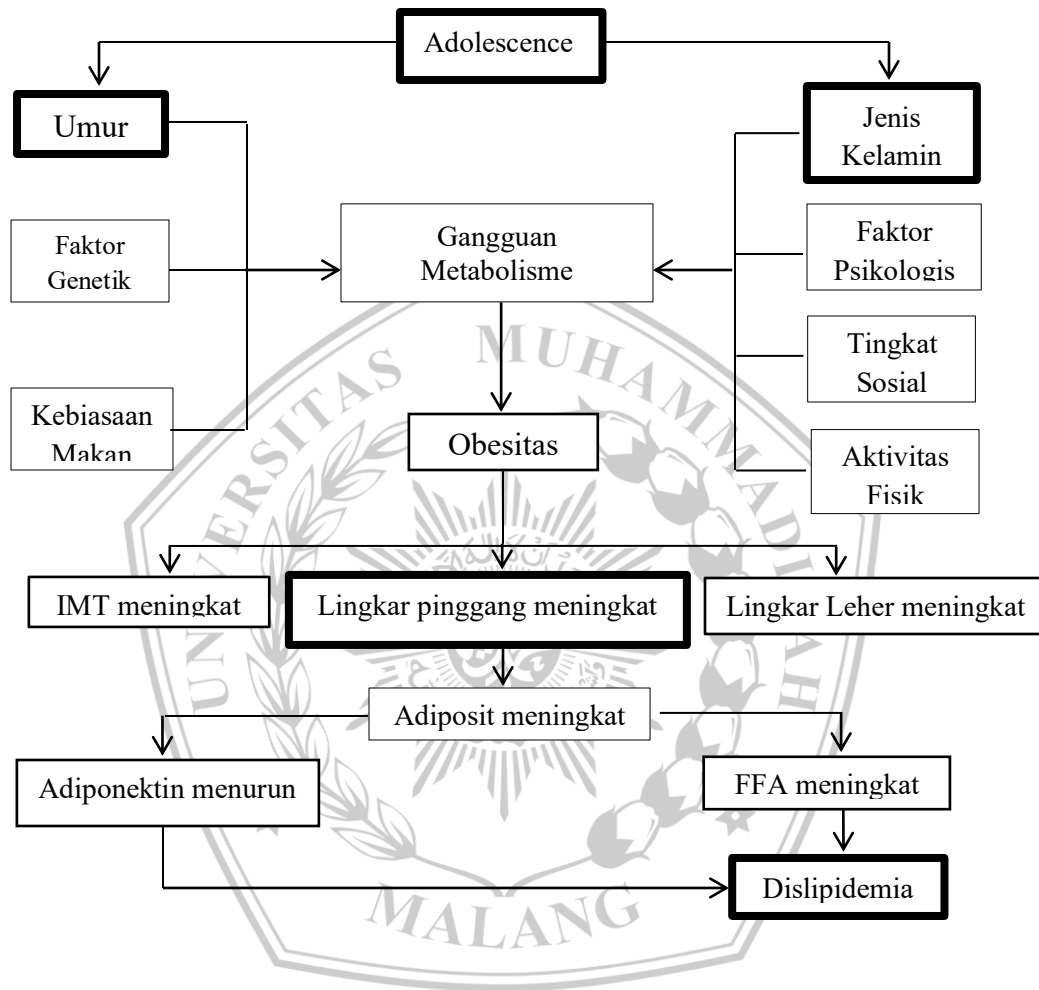 Adolescence
Umur
Jenis
Kelamin
Faktor
Genetik
Gangguan
Metabolisme
Faktor
Psikologis
Tingkat
Sosial
Kebiasaan
Makan
Obesitas
Aktivitas
Fisik
IMT meningkat
Lingkar pinggang meningkat
Lingkar Leher meningkat
Adiposit meningkat
Adiponektin menurun
FFA meningkat
Dislipidemia
UNIVERSITAS MUHAMMADIYAH
MALANG